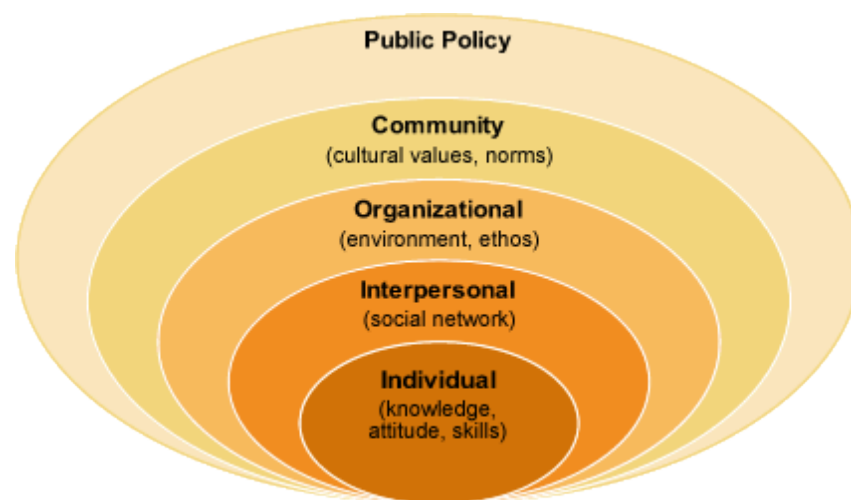 Public Policy
Community
(cultural values, norms)
Organizational
(environment, ethos)
Interpersonal
(social network)
Individual
(knowledge,
attitude, skills)